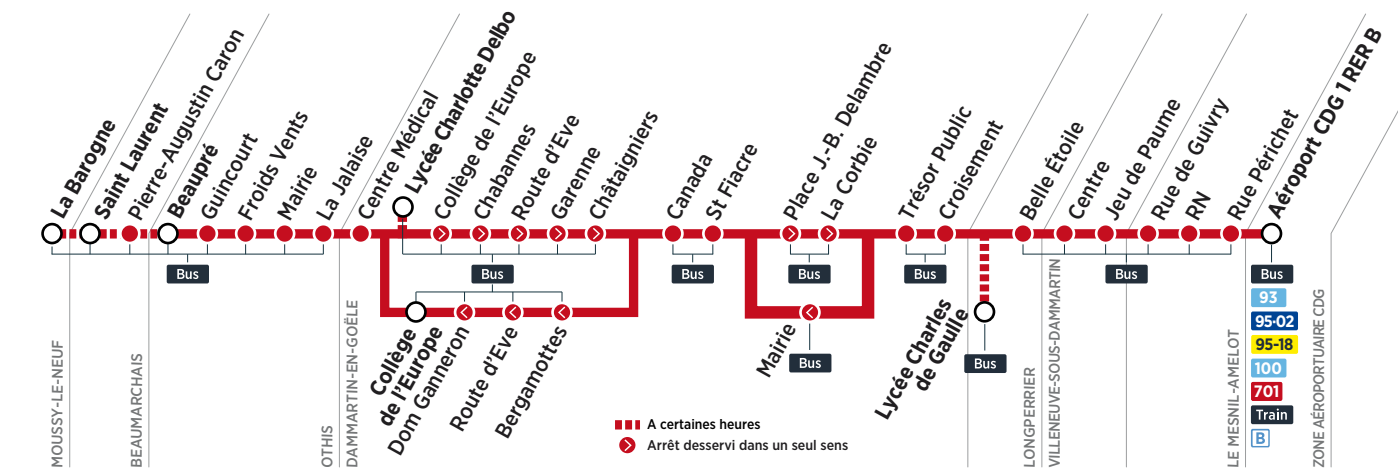 La Barogne
Saint Laurent
Pierre-Augustin Caron
Beaupré
Guincourt
Froids Vents
Mairie
La Jalaise
Centre Médical
Lycée Charlotte Delbo
Collège de l'Europe
Chabannes
Route d'Eve
Garenne
Châtaigniers
Canada
St Fiacre
Place J.-B. Delambre
La Corbie
Trésor Public
Croisement
Belle Étoile
Centre
Jeu de Paume
Rue de Guivry
RN
Rue Périchet
Aéroport CDG 1 RER B
Bus
Bus
Bus
Bus
Bus
Bus
Bus
93
95-02
95-18
100
701
Train
B
Collège
de l'Europe
Dom Ganneron
Route d'Eve
Bergamottes
Mairie
Bus
Lycée Charles
de Gaulle
Bus
MOUSSY-LE-NEUF
BEAUMARCHAIS
OTHIS
DAMMARTIN-EN-GOËLE
LONGPERRIER
VILLENEUVE-SOUS-DAMMARTIN
LE MESNIL-AMELOT
ZONE AÉROPORTUAIRE CDG
A certaines heures
Arrêt desservi dans un seul sens